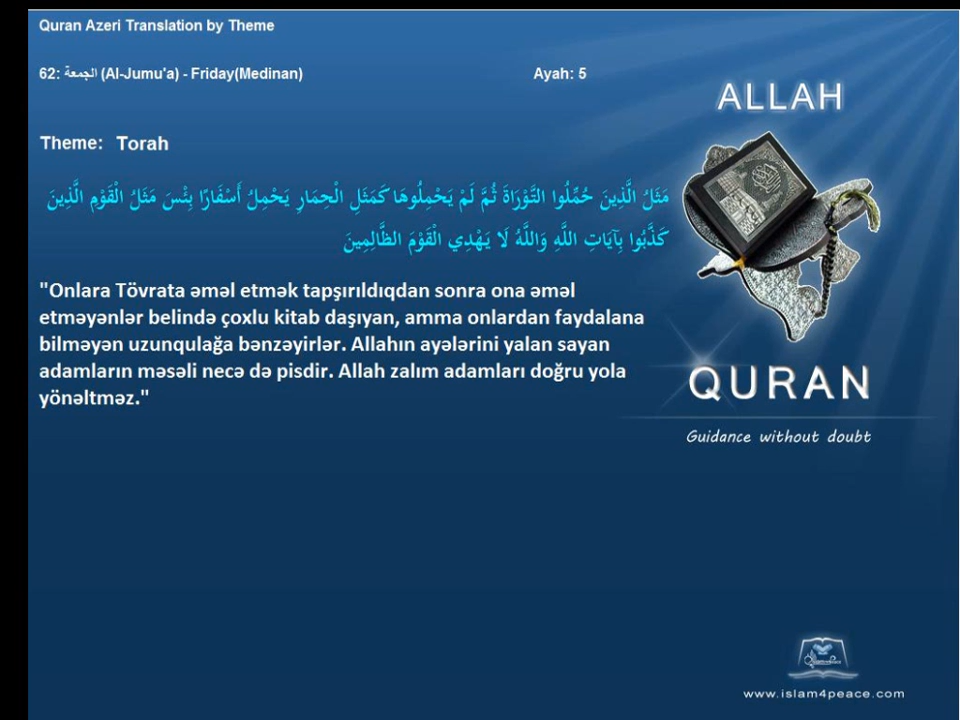 Quran Azeri Translation by Theme
62: الجمعة (Al-Jumu'a) - Friday(Medinan) Ayah: 5
Theme: Torah
مَثَلُ الَّذِينَ حُمِّلُوا التَّوْرَاةَ ثُمَّ لَمْ يَحْمِلُوهَا كَمَثَلِ الْحِمَارِ يَحْمِلُ أَسْفَارًا بِئْسَ مَثَلُ الْقَوْمِ الَّذِينَ
كَذَّبُوا بِآيَاتِ اللَّهِ وَاللَّهُ لَا يَهْدِي الْقَوْمَ الظَّالِمِينَ
"Onlara Tövrata əməl etmək tapşırıldıqdan sonra ona əməl
etməyənlər belində çoxlu kitab daşıyan, amma onlardan faydalana
bilməyən uzunqulağa bənzəyirlər. Allahın ayələrini yalan sayan
adamların məsəli necə də pisdir. Allah zalım adamları doğru yola
yönəltməz."
ALLAH
QURAN
Guidance without doubt
www.islam4peace.com